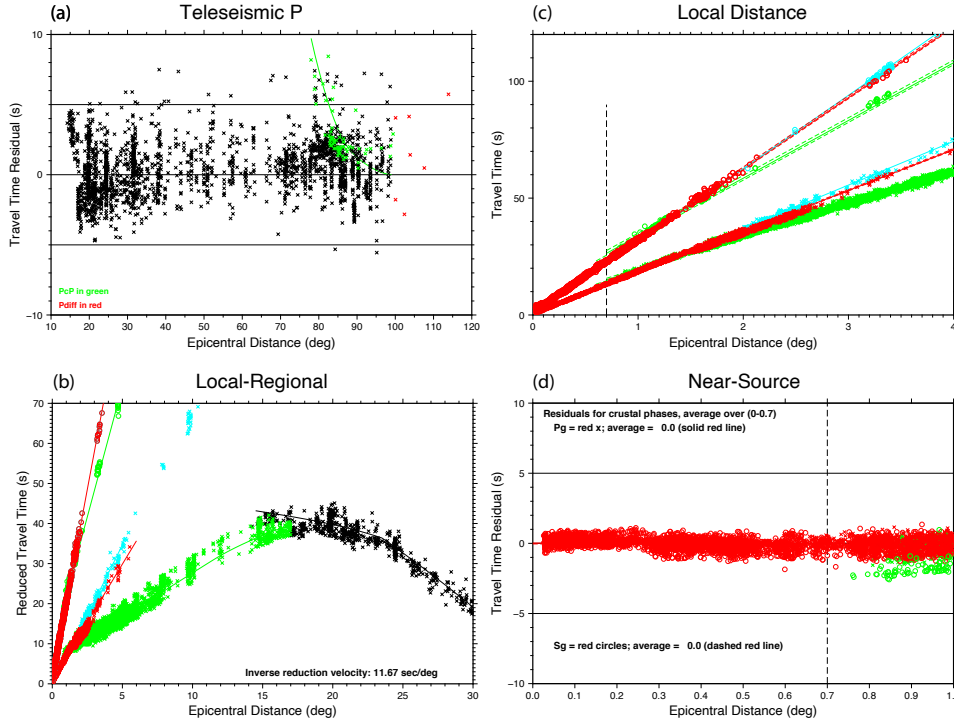 (a) Teleseismic P
10
5
0
−5
−10
Travel Time Residual (s)
PcP in green
Pdiff in red
10 20 30 40 50 60 70 80 90 100 110 120
Epicentral Distance (deg)
(c) Local Distance
100
50
0
Travel Time (s)
0 1 2 3 4
Epicentral Distance (deg)
(b) Local-Regional
70
60
50
40
30
20
10
0
Reduced Travel Time (s)
Inverse reduction velocity: 11.67 sec/deg
0 5 10 15 20 25 30
Epicentral Distance (deg)
(d) Near-Source
10
5
0
−5
−10
Travel Time Residual (s)
Residuals for crustal phases, average over (0-0.7)
Pg = red x; average = 0.0 (solid red line)
Sg = red circles; average = 0.0 (dashed red line)
0.0 0.1 0.2 0.3 0.4 0.5 0.6 0.7 0.8 0.9 1.0
Epicentral Distance (deg)